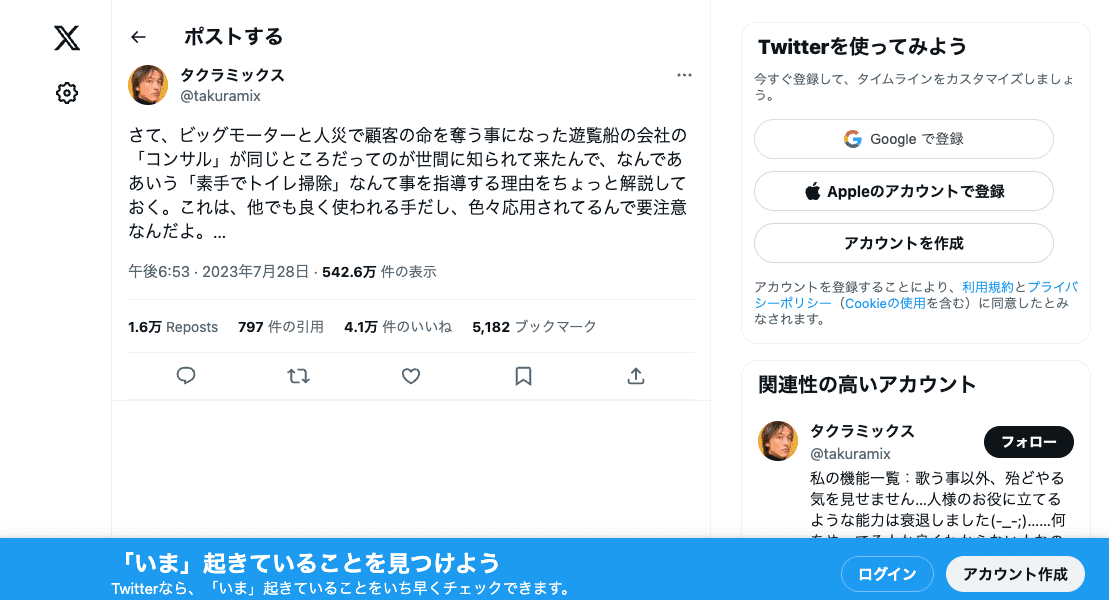 ポストする
タクラミックス
@takuramix
さて、ビッグモーターと人災で顧客の命を奪う事になった遊覧船の会社の
「コンサル」が同じところだってのが世間に知られて来たんで、なんであ
あいう「素手でトイレ掃除」なんて事を指導する理由をちょっと解説して
おく。これは、他でも良く使われる手だし、色々応用されてるんで要注意
なんだよ。...
午後6:53 · 2023年7月28日 · 542.6万 件の表示
1.6万 Reposts 797 件の引用 4.1万 件のいいね 5,182 ブックマーク
Twitterを使ってみよう
今すぐ登録して、タイムラインをカスタマイズしましょ
う。
Google で登録
Appleのアカウントで登録
アカウントを作成
アカウントを登録することにより、利用規約とプライバ
シーポリシー（Cookieの使用を含む）に同意したとみ
なされます。
関連性の高いアカウント
タクラミックス
@takuramix
フォロー
私の機能一覧：歌う事以外、殆どやる
気を見せません...人様のお役に立てる
ような能力は衰退しました(-_-;)......何
「いま」起きていることを見つけよう
Twitterなら、「いま」起きていることをいち早くチェックできます。
ログイン
アカウント作成